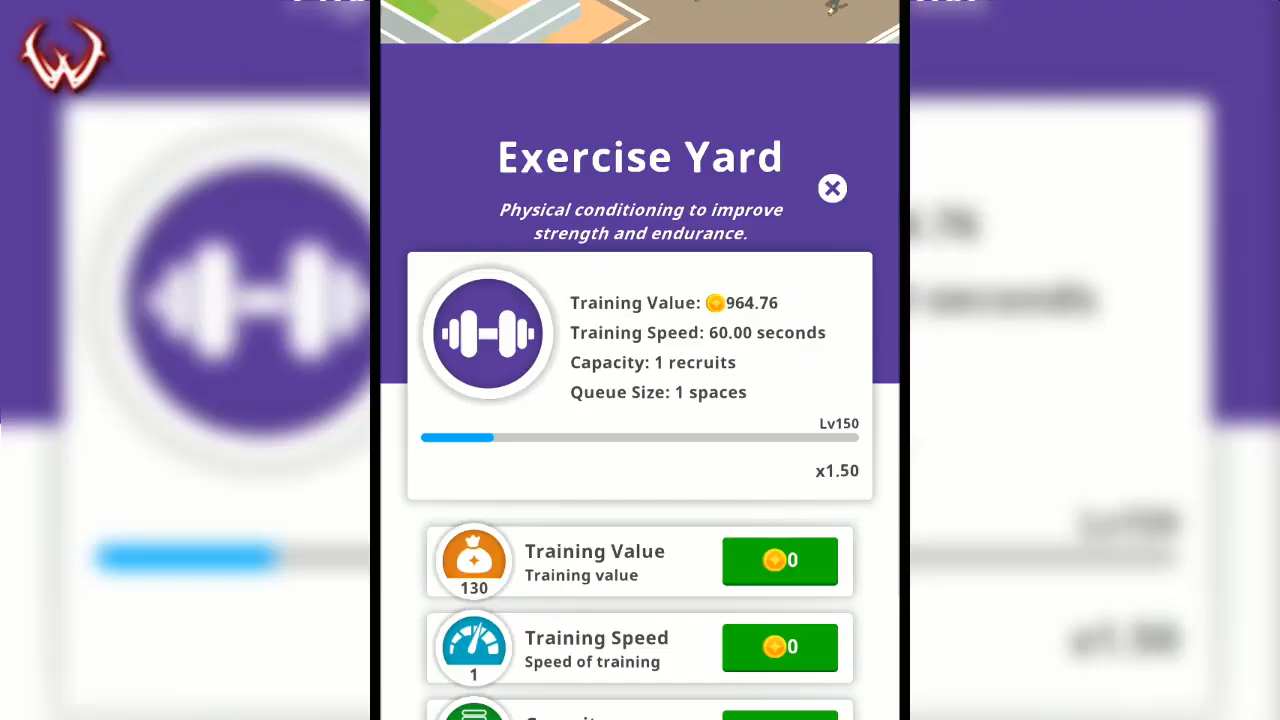 Exercise Yard
Physical conditioning to improve
strength and endurance.
Training Value: 964.76
Training Speed: 60.00 seconds
Capacity: 1 recruits
Queue Size: 1 spaces
Lv150
x1.50
Training Value
Training value
130
0
Training Speed
Speed of training
1
0